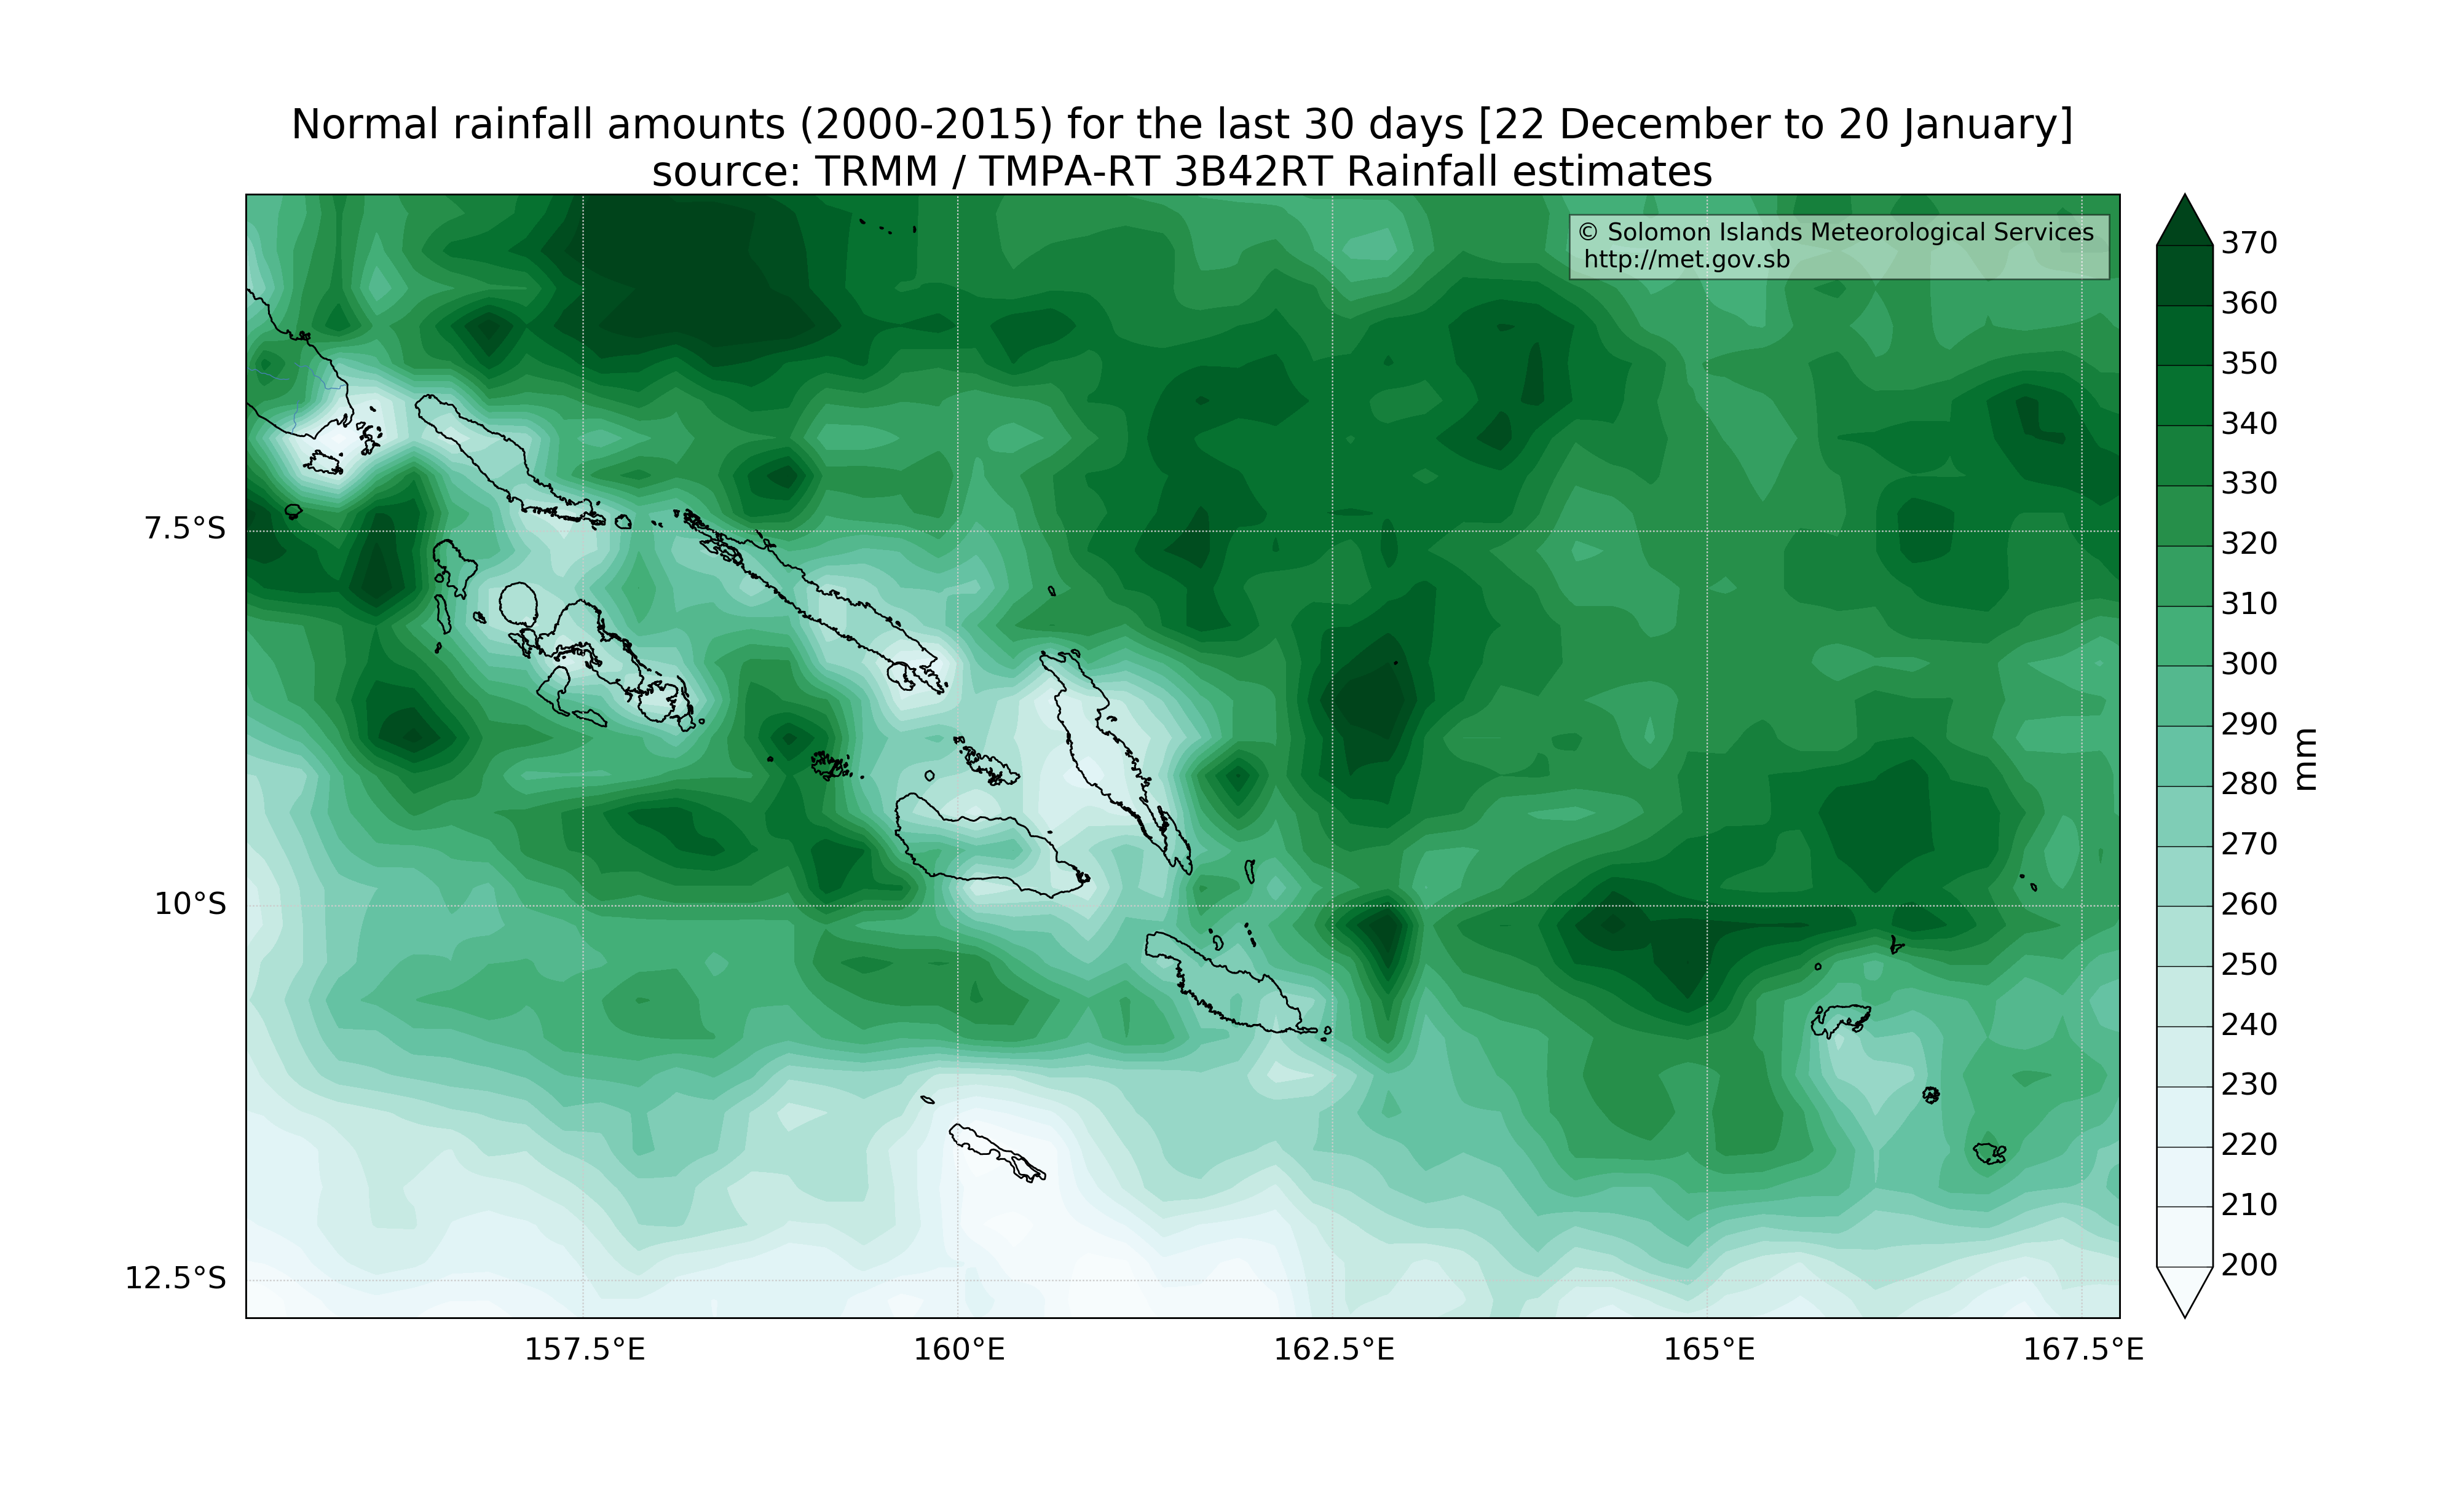 Normal rainfall amounts (2000-2015) for the last 30 days [22 December to 20 January]
source: TRMM / TMPA-RT 3B42RT Rainfall estimates
© Solomon Islands Meteorological Services
http://met.gov.sb
7.5°S
10°S
12.5°S
157.5°E
160°E
162.5°E
165°E
167.5°E
370
360
350
340
330
320
310
300
290
280
270
260
250
240
230
220
210
200
mm